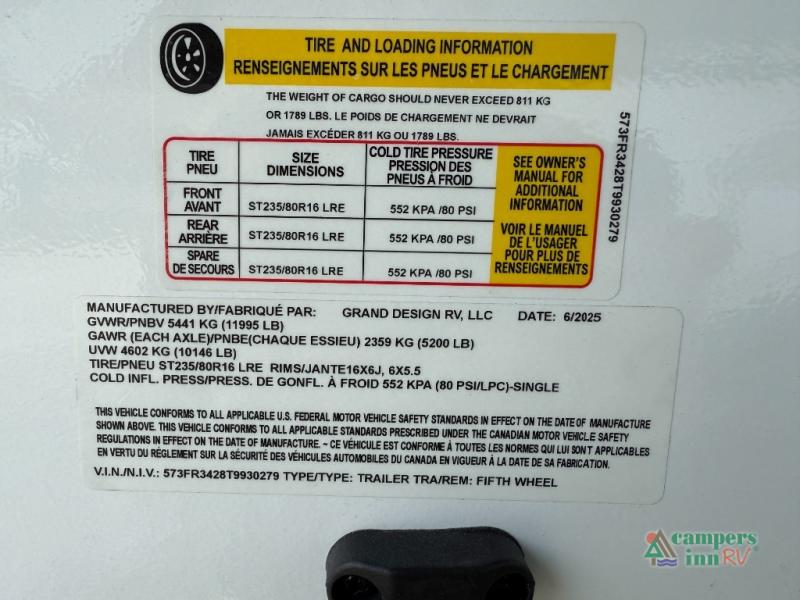 TIRE AND LOADING INFORMATION
RENSEIGNEMENTS SUR LES PNEUS ET LE CHARGEMENT
THE WEIGHT OF CARGO SHOULD NEVER EXCEED 811 KG
OR 1789 LBS. LE POIDS DE CHARGEMENT NE DEVRAIT
JAMAIS EXCÉDER 811 KG OU 1789 LBS.
TIRE
PNEU
SIZE
DIMENSIONS
COLD TIRE PRESSURE
PRESSION DES
PNEUS À FROID
FRONT
AVANT
ST235/80R16 LRE
552 KPA /80 PSI
REAR
ARRIÈRE
ST235/80R16 LRE
552 KPA /80 PSI
SPARE
DE SECOURS
ST235/80R16 LRE
552 KPA /80 PSI
SEE OWNER'S
MANUAL FOR
ADDITIONAL
INFORMATION
VOIR LE MANUEL
DE L'USAGER
POUR PLUS DE
RENSEIGNEMENTS
573FR3428T9930279
MANUFACTURED BY/FABRIQUÉ PAR: GRAND DESIGN RV, LLC DATE: 6/2025
GVWR/PNBV 5441 KG (11995 LB)
GAWR (EACH AXLE)/PNBE(CHAQUE ESSIEU) 2359 KG (5200 LB)
UVW 4602 KG (10146 LB)
TIRE/PNEU ST235/80R16 LRE RIMS/JANTE16X6J, 6X5.5
COLD INFL. PRESS/PRESS. DE GONFL. À FROID 552 KPA (80 PSI/LPC)-SINGLE
THIS VEHICLE CONFORMS TO ALL APPLICABLE U.S. FEDERAL MOTOR VEHICLE SAFETY STANDARDS IN EFFECT ON THE DATE OF MANUFACTURE
SHOWN ABOVE. THIS VEHICLE CONFORMS TO ALL APPLICABLE STANDARDS PRESCRIBED UNDER THE CANADIAN MOTOR VEHICLE SAFETY
REGULATIONS IN EFFECT ON THE DATE OF MANUFACTURE. ~ CE VÉHICULE EST CONFORME À TOUTES LES NORMES QUI LUI SONT APPLICABLES
EN VERTU DU RÉGLEMENT SUR LA SÉCURITÉ DES VÉHICULES AUTOMOBILES DU CANADA EN VIGUEUR À LA DATE DE SA FABRICATION.
V.I.N./N.I.V.: 573FR3428T9930279 TYPE/TYPE: TRAILER TRA/REM: FIFTH WHEEL
campers
inn RV